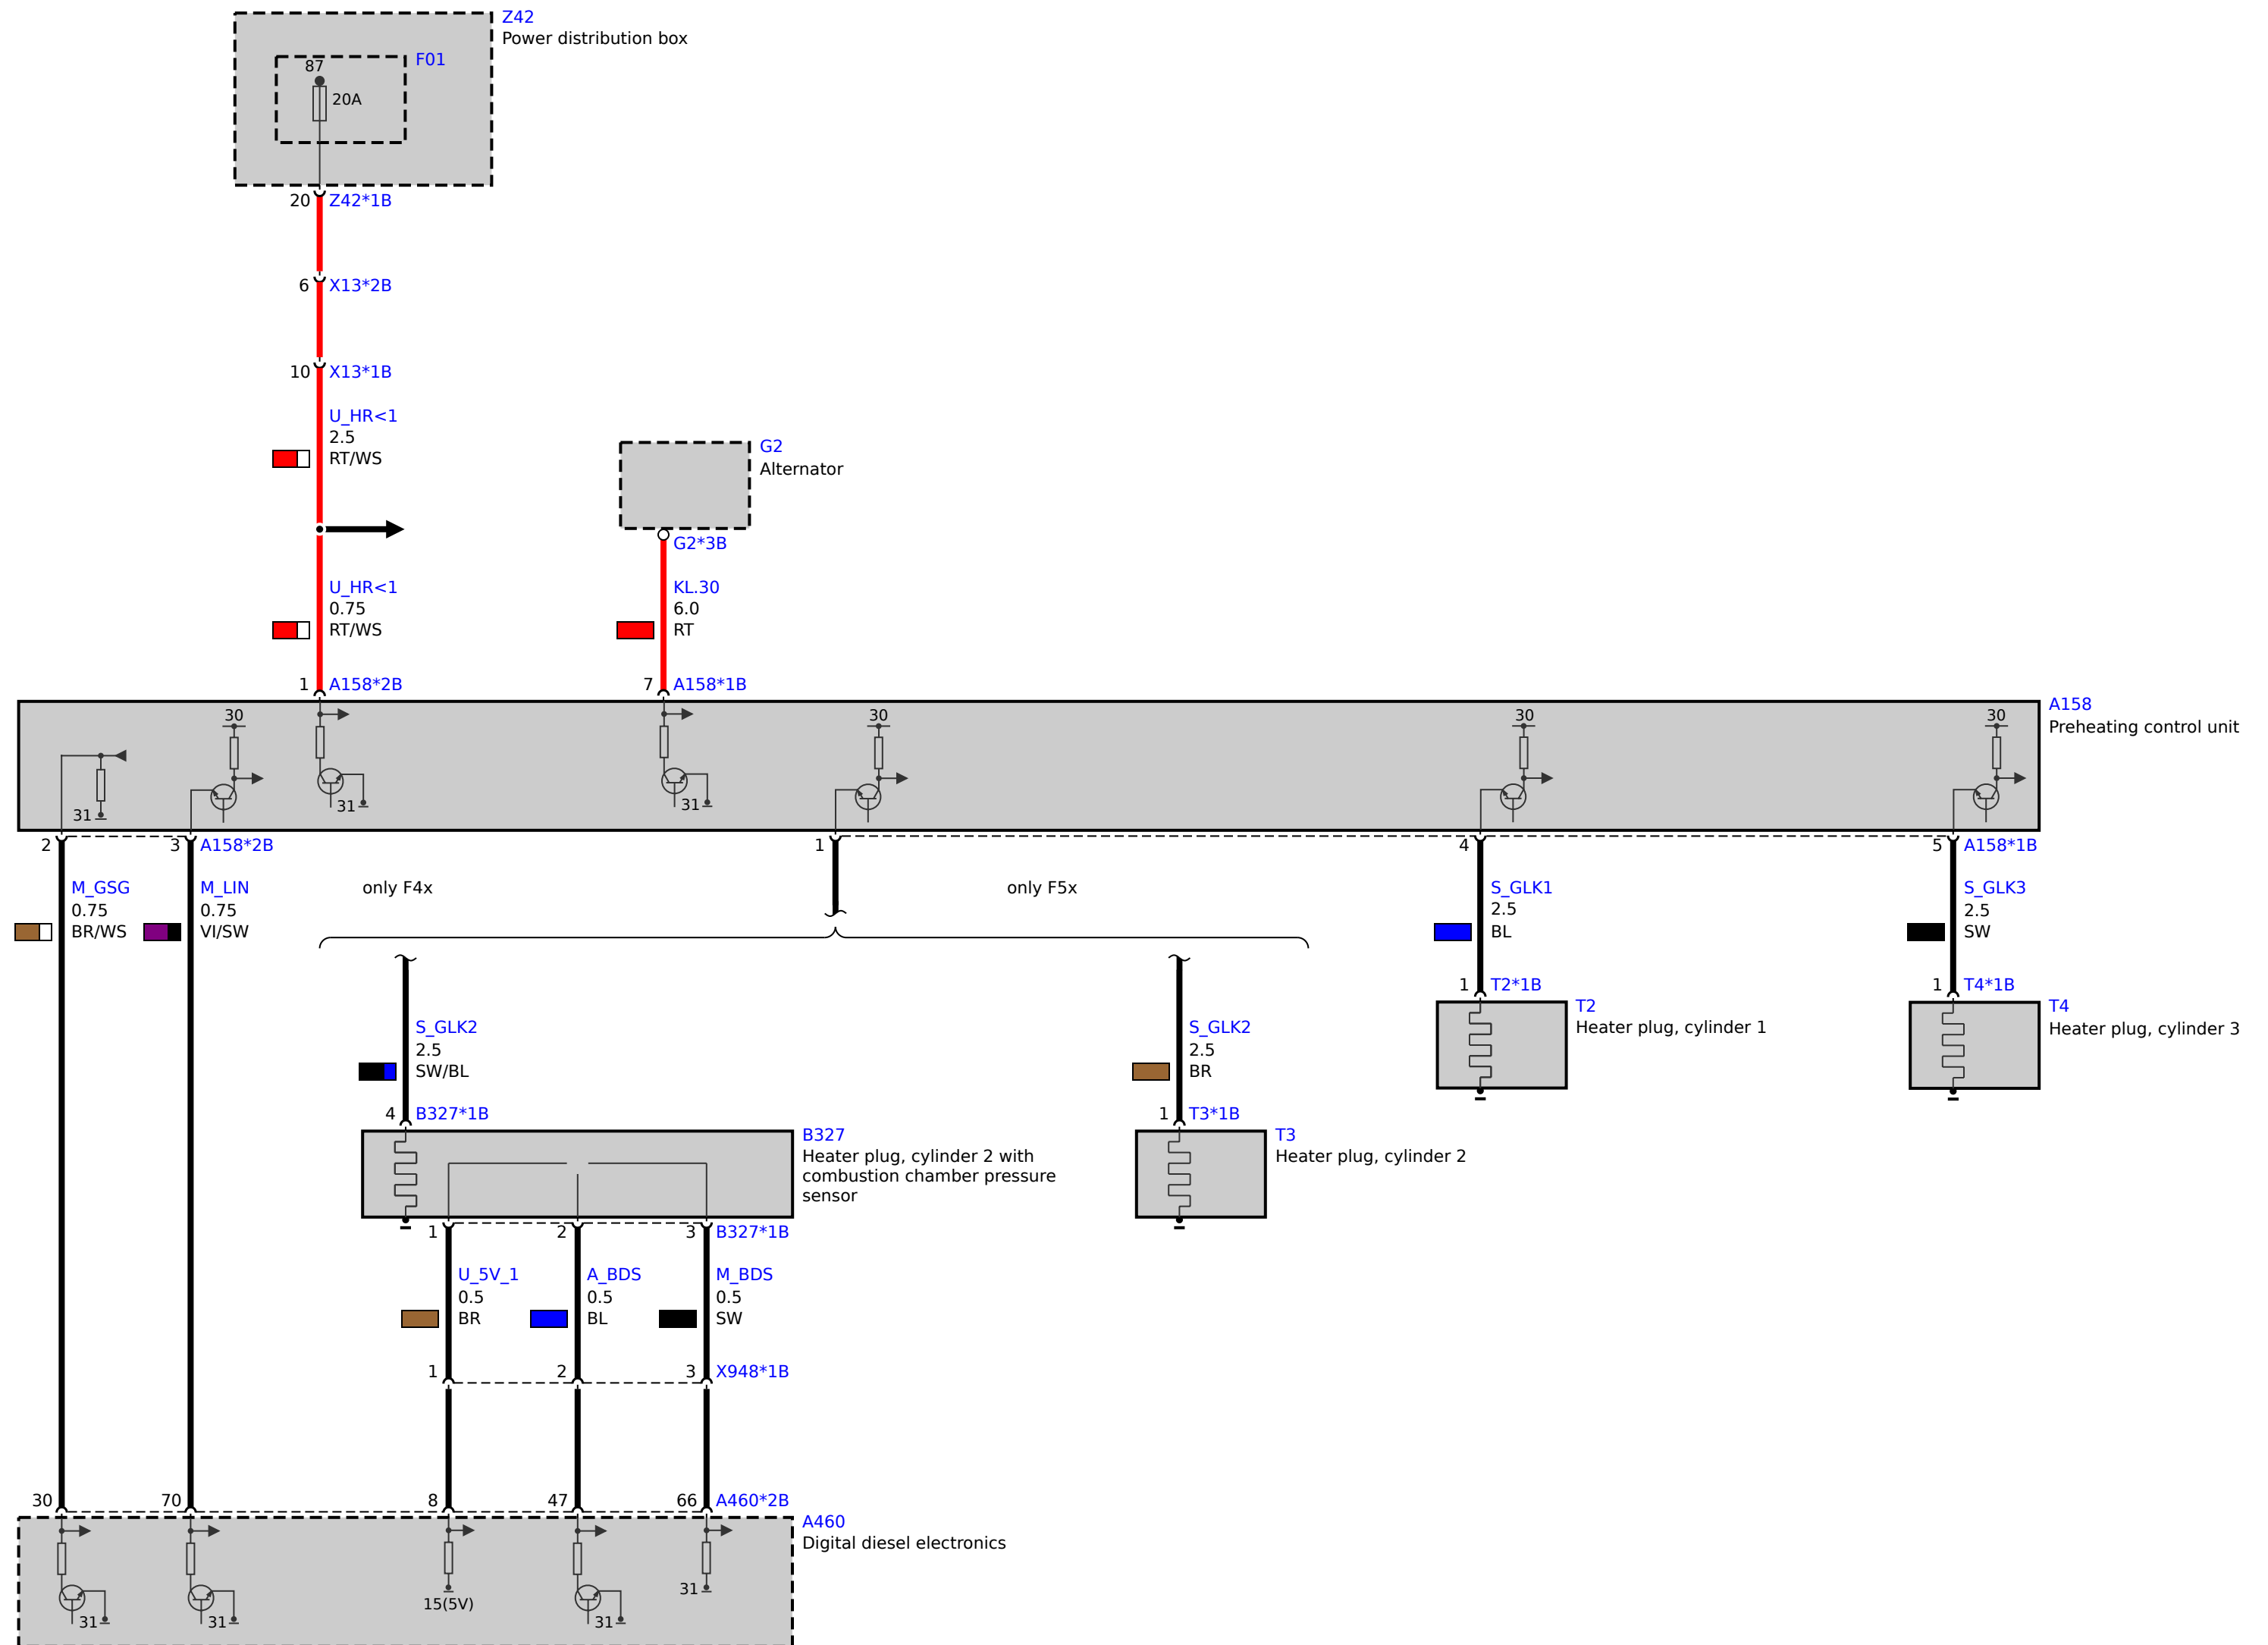 Z42
Power distribution box
F01
87
20A
20 Z42*1B
6 X13*2B
10 X13*1B
U_HR<1
2.5
RT/WS
G2
Alternator
G2*3B
U_HR<1
0.75
RT/WS
KL.30
6.0
RT
1 A158*2B
7 A158*1B
A158
Preheating control unit
30
30
30
30
31
31
31
2
3 A158*2B
1
4
5 A158*1B
M_GSG
0.75
BR/WS
M_LIN
0.75
VI/SW
only F4x
only F5x
S_GLK1
2.5
BL
S_GLK3
2.5
SW
1 T2*1B
1 T4*1B
T2
Heater plug, cylinder 1
T4
Heater plug, cylinder 3
S_GLK2
2.5
SW/BL
S_GLK2
2.5
BR
4 B327*1B
1 T3*1B
B327
Heater plug, cylinder 2 with
combustion chamber pressure
sensor
T3
Heater plug, cylinder 2
1
2
3 B327*1B
U_5V_1
0.5
BR
A_BDS
0.5
BL
M_BDS
0.5
SW
1
2
3 X948*1B
30
70
8
47
66 A460*2B
A460
Digital diesel electronics
31
31
15(5V)
31
31